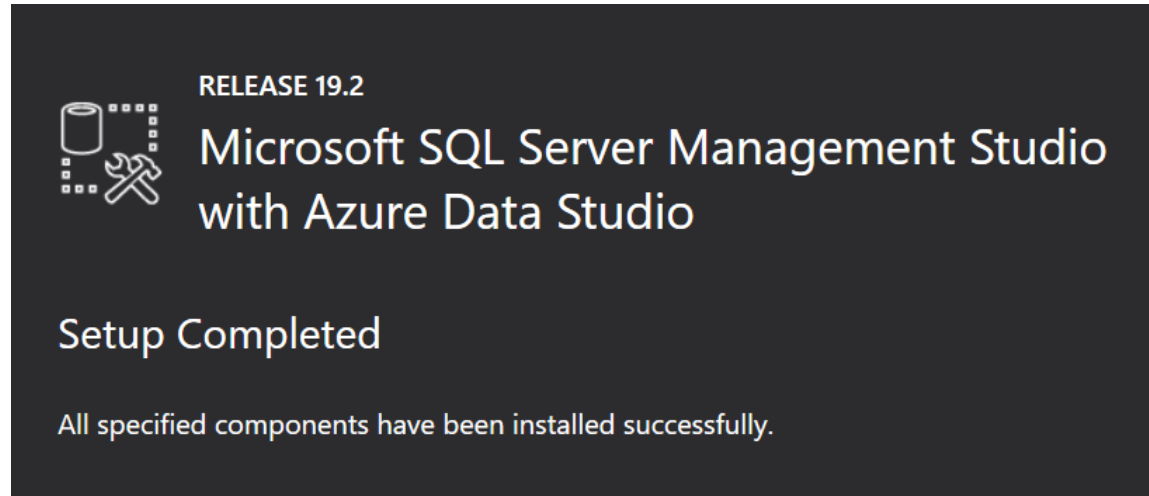 RELEASE 19.2
Microsoft SQL Server Management Studio
with Azure Data Studio
Setup Completed
All specified components have been installed successfully.